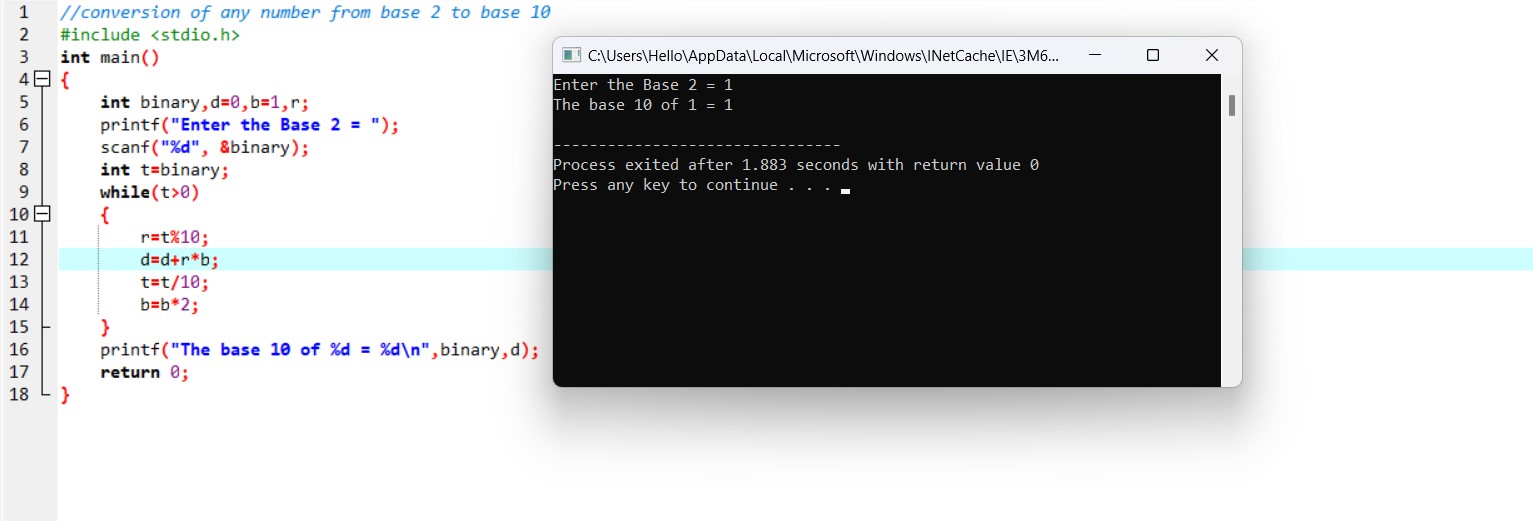 1 //conversion of any number from base 2 to base 10
2 #include <stdio.h>
3 int main()
4 {
5 int binary,d=0,b=1,r;
6 printf("Enter the Base 2 = ");
7 scanf("%d", &binary);
8 int t=binary;
9 while(t>0)
10 {
11 r=t%10;
12 d=d+r*b;
13 t=t/10;
14 b=b*2;
15 }
16 printf("The base 10 of %d = %d\n",binary,d);
17 return 0;
18 }
C:\Users\Hello\AppData\Local\Microsoft\Windows\INetCache\IE\3M6...
Enter the Base 2 = 1
The base 10 of 1 = 1
--------------------------------
Process exited after 1.883 seconds with return value 0
Press any key to continue . . .